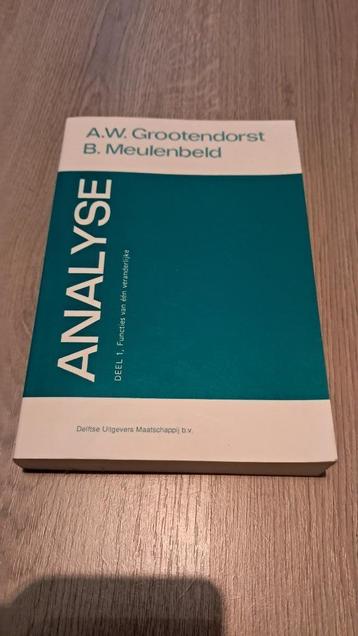 A.W. Grootendorst
B. Meulenbeld
ANALYSE
DEEL 1, Functies van één veranderlijke
Delftse Uitgevers Maatschappij b.v.